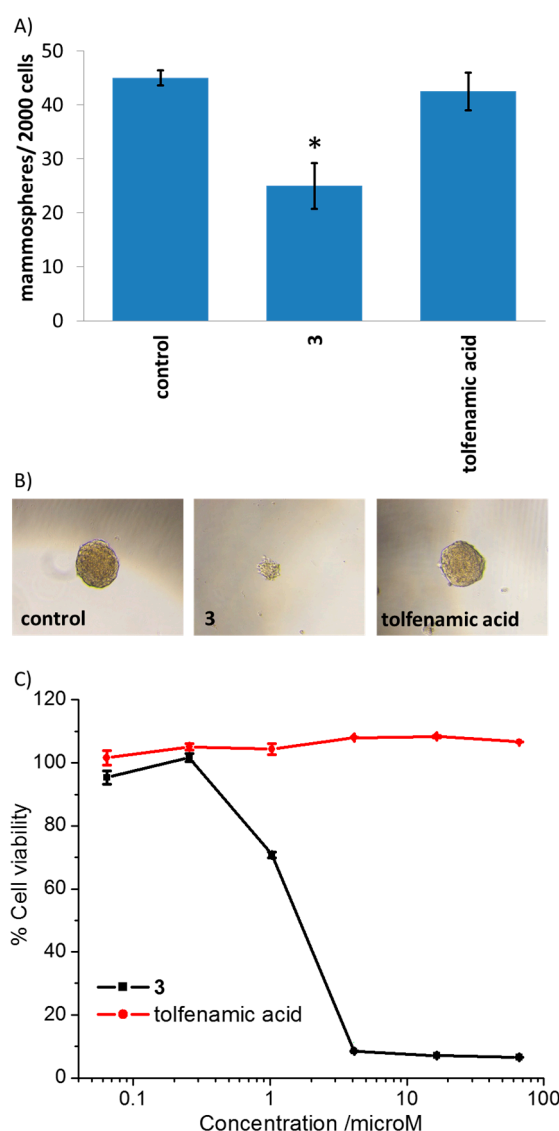 A)
mammospheres/ 2000 cells
50
40
30
20
10
0
*
control
3
tolfenamic acid
B)
control
3
tolfenamic acid
C)
% Cell viability
120
100
80
60
40
20
0
3
tolfenamic acid
0.1
1
10
100
Concentration /microM